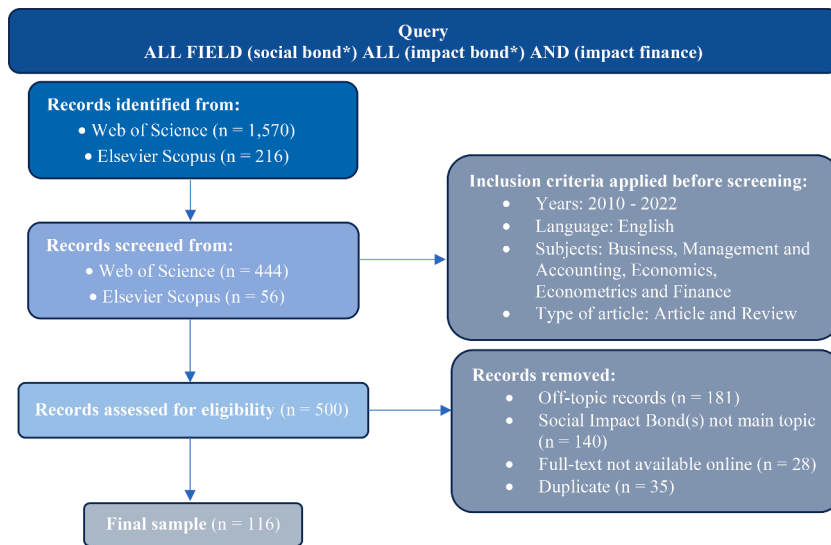 Query
ALL FIELD (social bond*) ALL (impact bond*) AND (impact finance)
Records identified from:
• Web of Science (n = 1,570)
• Elsevier Scopus (n = 216)
Inclusion criteria applied before screening:
• Years: 2010 - 2022
• Language: English
• Subjects: Business, Management and
Accounting, Economics,
Econometrics and Finance
• Type of article: Article and Review
Records screened from:
• Web of Science (n = 444)
• Elsevier Scopus (n = 56)
Records assessed for eligibility (n = 500)
Records removed:
• Off-topic records (n = 181)
• Social Impact Bond(s) not main topic
(n = 140)
• Full-text not available online (n = 28)
• Duplicate (n = 35)
Final sample (n = 116)